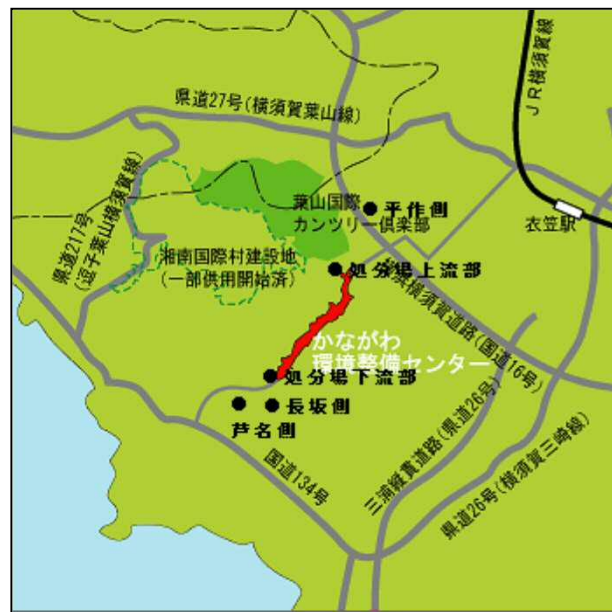 県道27号(横須賀葉山線)
JR横須賀線
県道217号
(逗子葉山横須賀線)
葉山国際
カンツリー倶楽部
平作側
衣笠駅
湘南国際村建設地
(一部供用開始済)
処分場上流部
横浜横須賀道路(国道16号)
かながわ
環境整備センター
処分場下流部
長坂側
芦名側
国道134号
三浦縦貫道路(県道26号)
県道26号(横須賀三崎線)